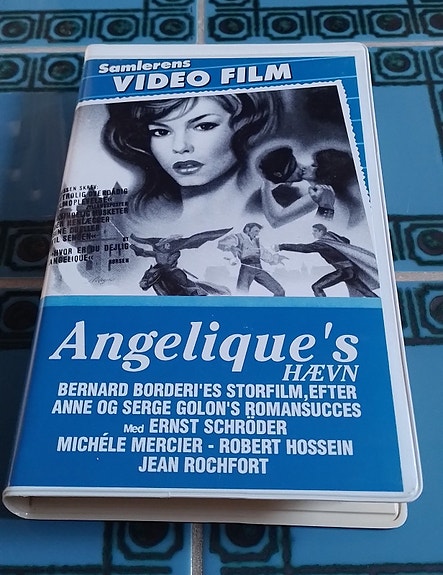 Samlerens
VIDEO FILM
Angelique's
HÆVN
BERNARD BORDERI'ES STORFILM,EFTER
ANNE OG SERGE GOLON'S ROMANSUCCES
Med ERNST SCHRÖDER
MICHÉLE MERCIER - ROBERT HOSSEIN
JEAN ROCHFORT